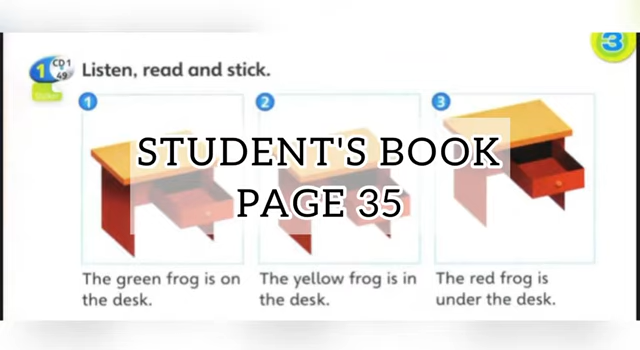 3
1 CD1 49
Listen, read and stick.
1 2 3
STUDENT'S BOOK
PAGE 35
The green frog is on
the desk.
The yellow frog is in
the desk.
The red frog is
under the desk.